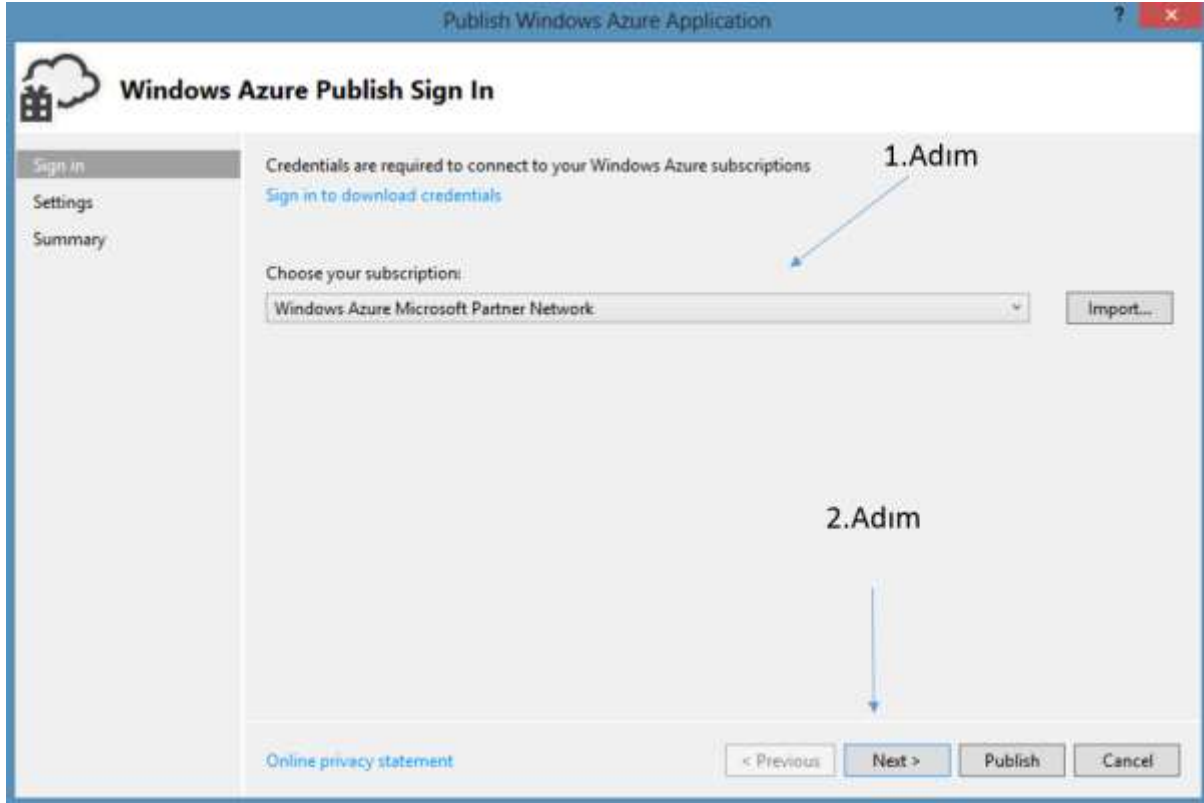 Publish Windows Azure Application
?
Windows Azure Publish Sign In
Sign in
Settings
Summary
Credentials are required to connect to your Windows Azure subscriptions
Sign in to download credentials
1.Adım
Choose your subscription:
Windows Azure Microsoft Partner Network
Import...
2.Adım
Online privacy statement
< Previous
Next >
Publish
Cancel